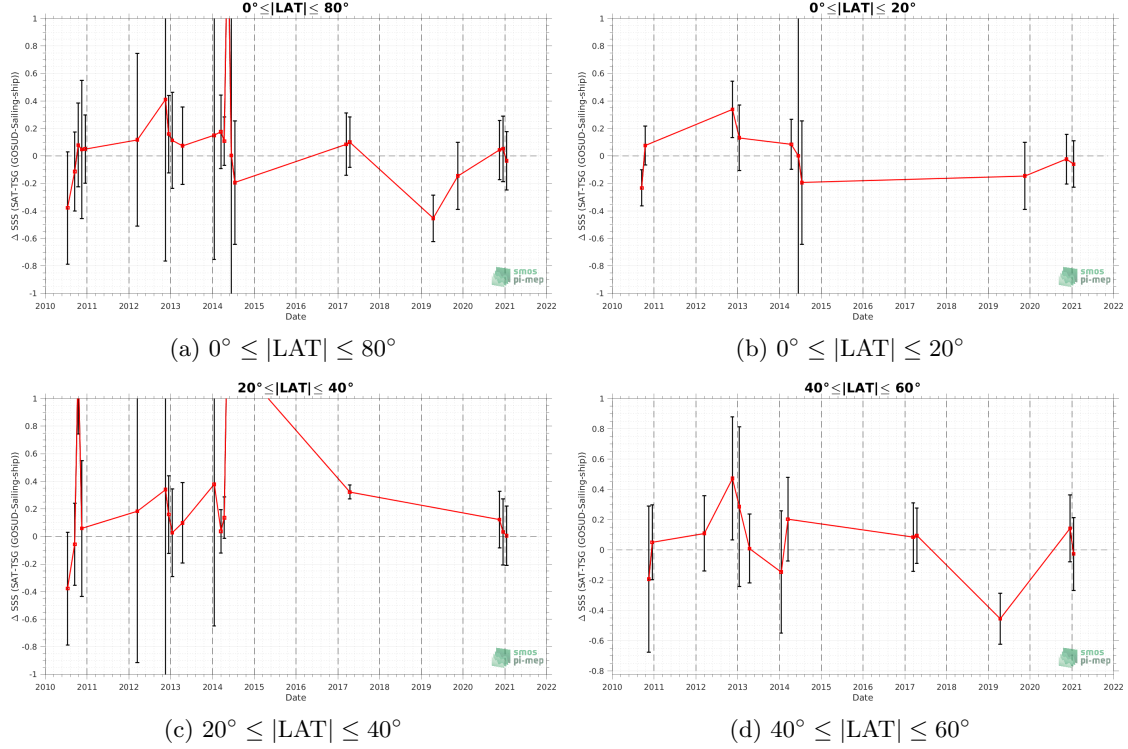 0°≤|LAT|≤ 80°
1
0.8
0.6
0.4
0.2
0
-0.2
-0.4
-0.6
-0.8
-1
Δ SSS (SAT-TSG (GOSUD-Sailing-ship))
2010 2011 2012 2013 2014 2015 2016 2017 2018 2019 2020 2021 2022
Date
smos
pi-mep
(a) 0° ≤ |LAT| ≤ 80°
0°≤|LAT|≤ 20°
1
0.8
0.6
0.4
0.2
0
-0.2
-0.4
-0.6
-0.8
-1
Δ SSS (SAT-TSG (GOSUD-Sailing-ship))
2010 2011 2012 2013 2014 2015 2016 2017 2018 2019 2020 2021 2022
Date
smos
pi-mep
(b) 0° ≤ |LAT| ≤ 20°
20°≤|LAT|≤ 40°
1
0.8
0.6
0.4
0.2
0
-0.2
-0.4
-0.6
-0.8
-1
Δ SSS (SAT-TSG (GOSUD-Sailing-ship))
2010 2011 2012 2013 2014 2015 2016 2017 2018 2019 2020 2021 2022
Date
smos
pi-mep
(c) 20° ≤ |LAT| ≤ 40°
40°≤|LAT|≤ 60°
1
0.8
0.6
0.4
0.2
0
-0.2
-0.4
-0.6
-0.8
Δ SSS (SAT-TSG (GOSUD-Sailing-ship))
2010 2011 2012 2013 2014 2015 2016 2017 2018 2019 2020 2021 2022
Date
smos
pi-mep
(d) 40° ≤ |LAT| ≤ 60°